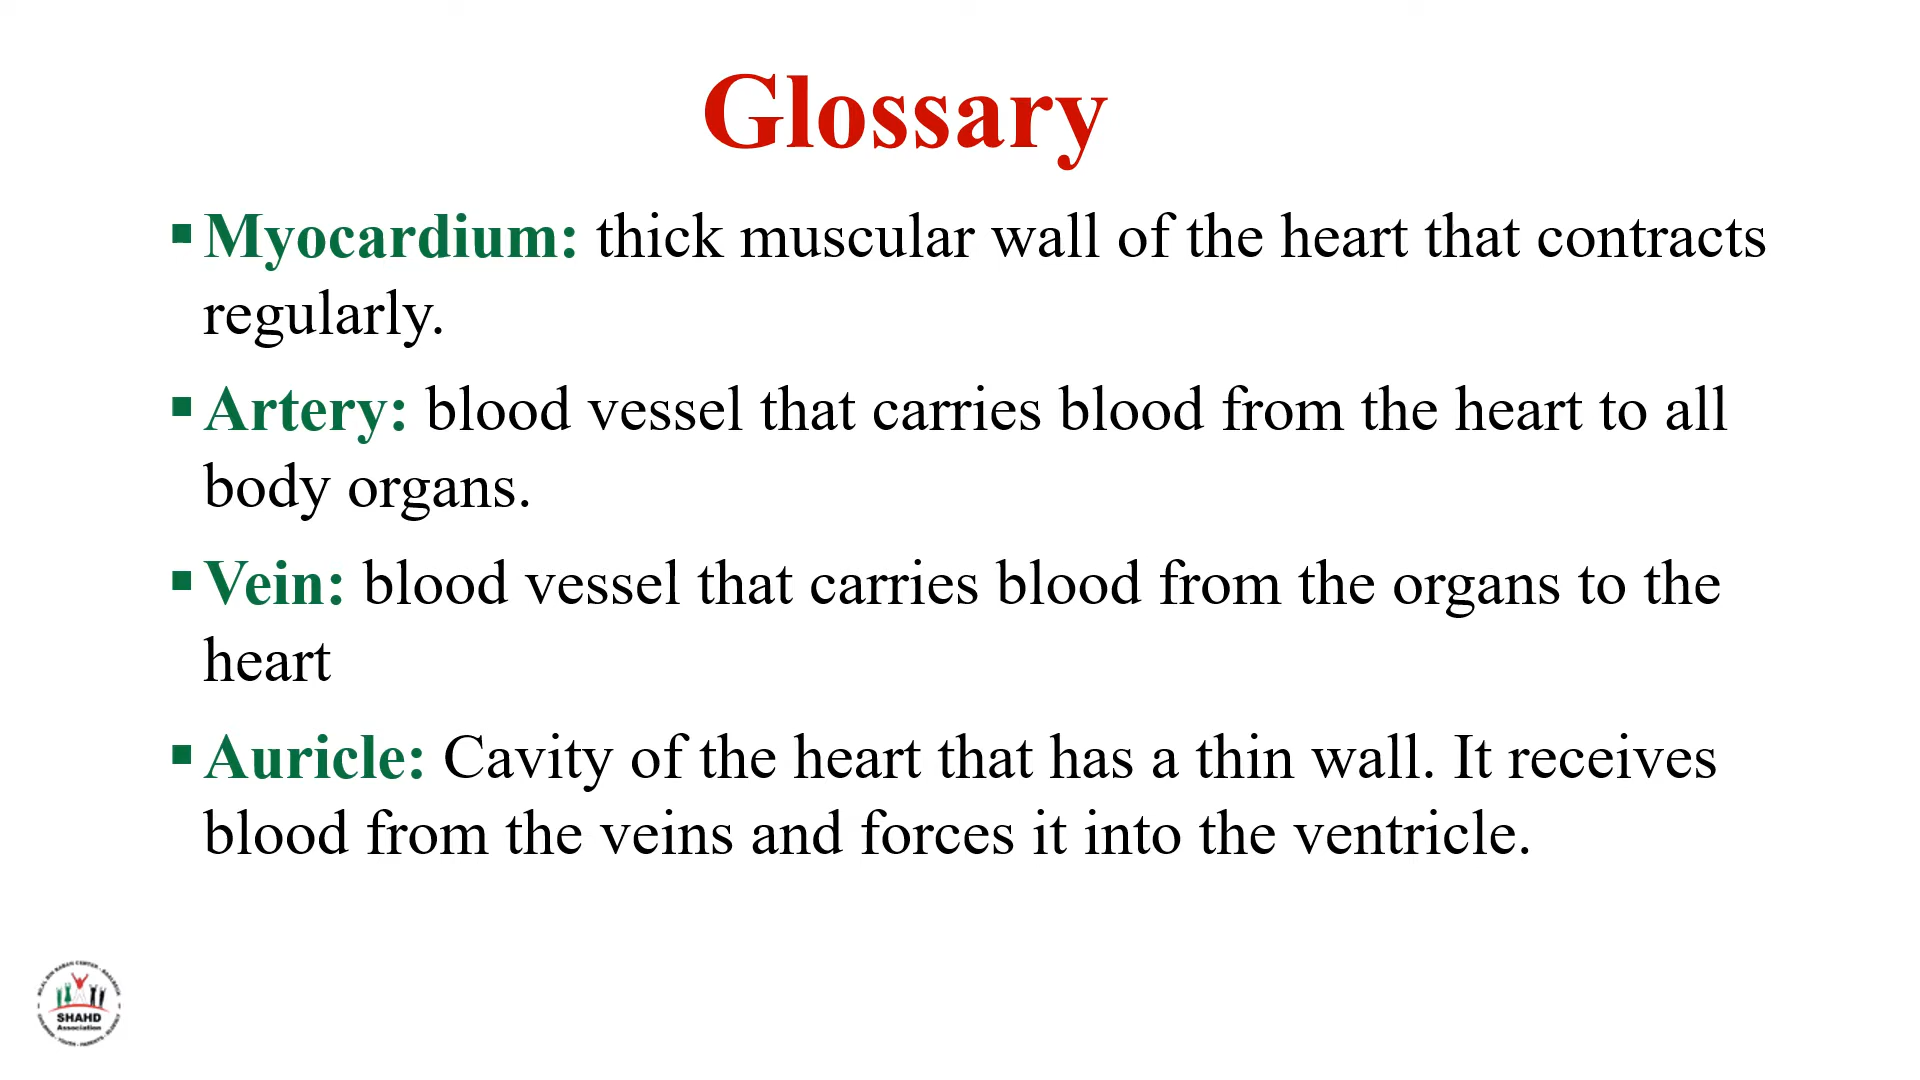 Glossary
▪Myocardium: thick muscular wall of the heart that contracts
regularly.
▪Artery: blood vessel that carries blood from the heart to all
body organs.
▪Vein: blood vessel that carries blood from the organs to the
heart
▪Auricle: Cavity of the heart that has a thin wall. It receives
blood from the veins and forces it into the ventricle.
SHAHD
Association